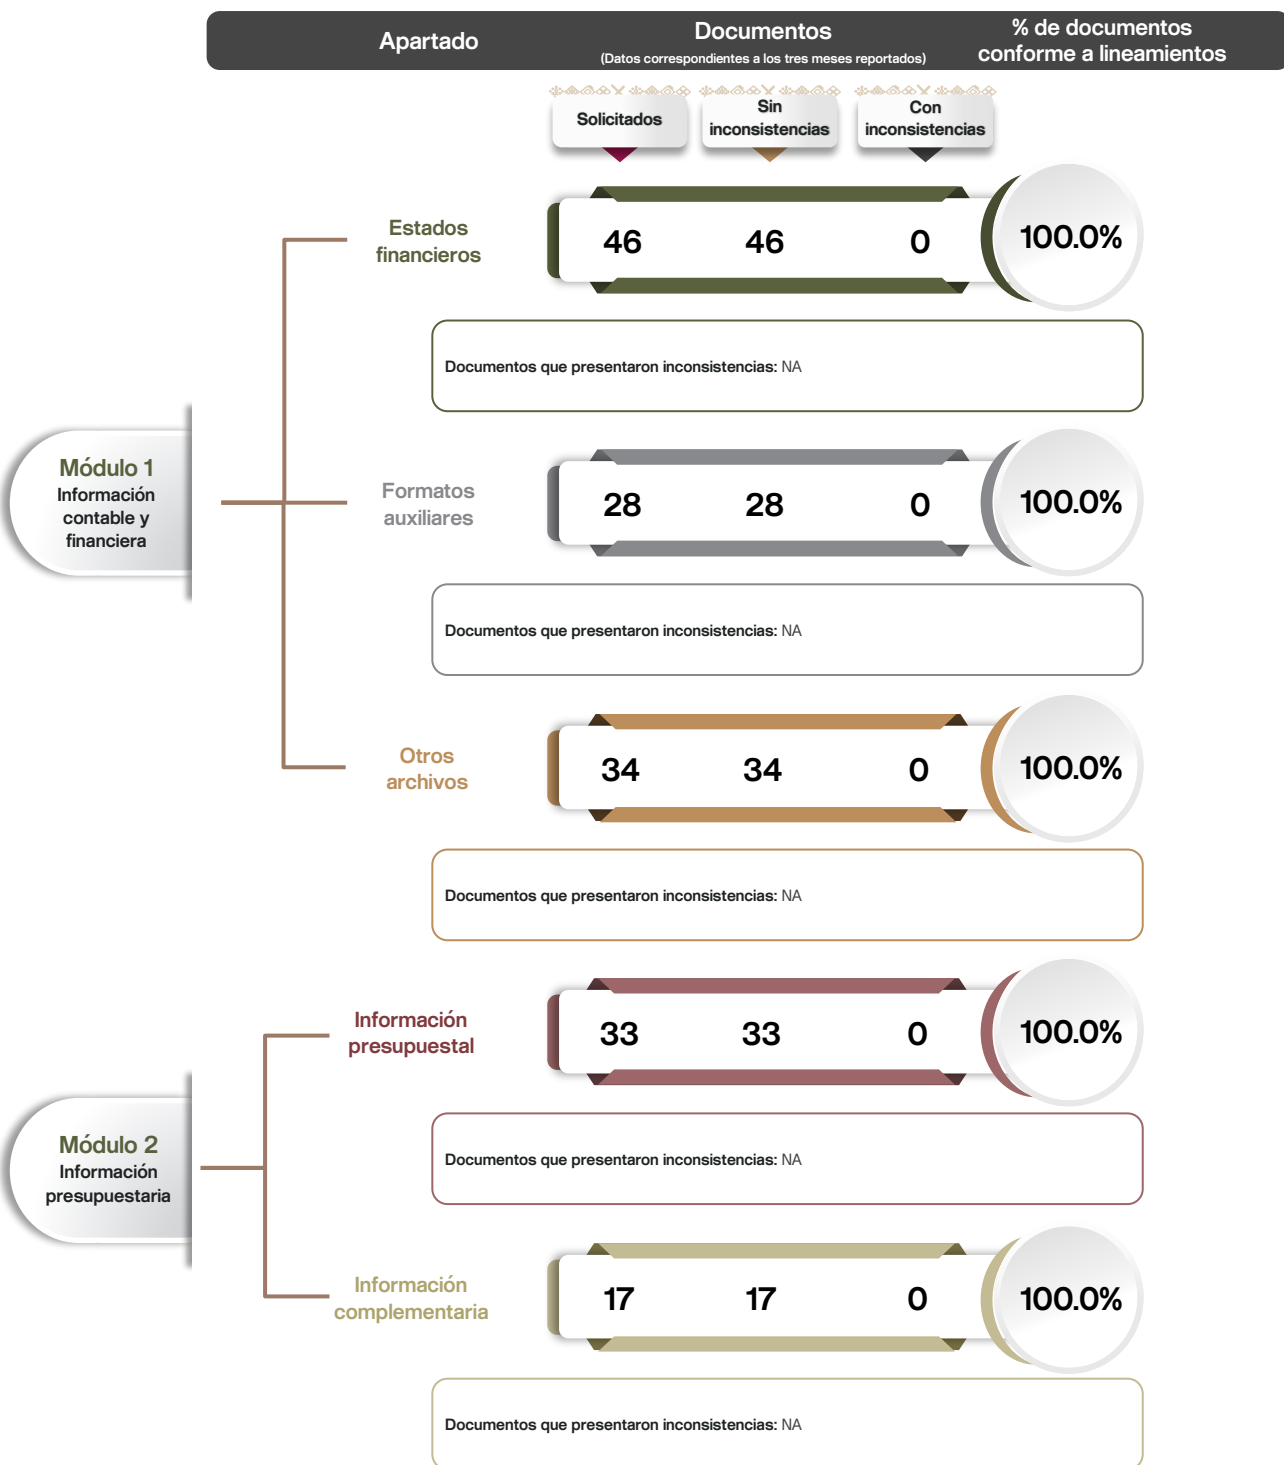 Apartado
Documentos
(Datos correspondientes a los tres meses reportados)
% de documentos
conforme a lineamientos
Solicitados
Sin
inconsistencias
Con
inconsistencias
Módulo 1
Información
contable y
financiera
Estados
financieros
46 46 0 100.0%
Documentos que presentaron inconsistencias: NA
Formatos
auxiliares
28 28 0 100.0%
Documentos que presentaron inconsistencias: NA
Otros
archivos
34 34 0 100.0%
Documentos que presentaron inconsistencias: NA
Módulo 2
Información
presupuestaria
Información
presupuestal
33 33 0 100.0%
Documentos que presentaron inconsistencias: NA
Información
complementaria
17 17 0 100.0%
Documentos que presentaron inconsistencias: NA